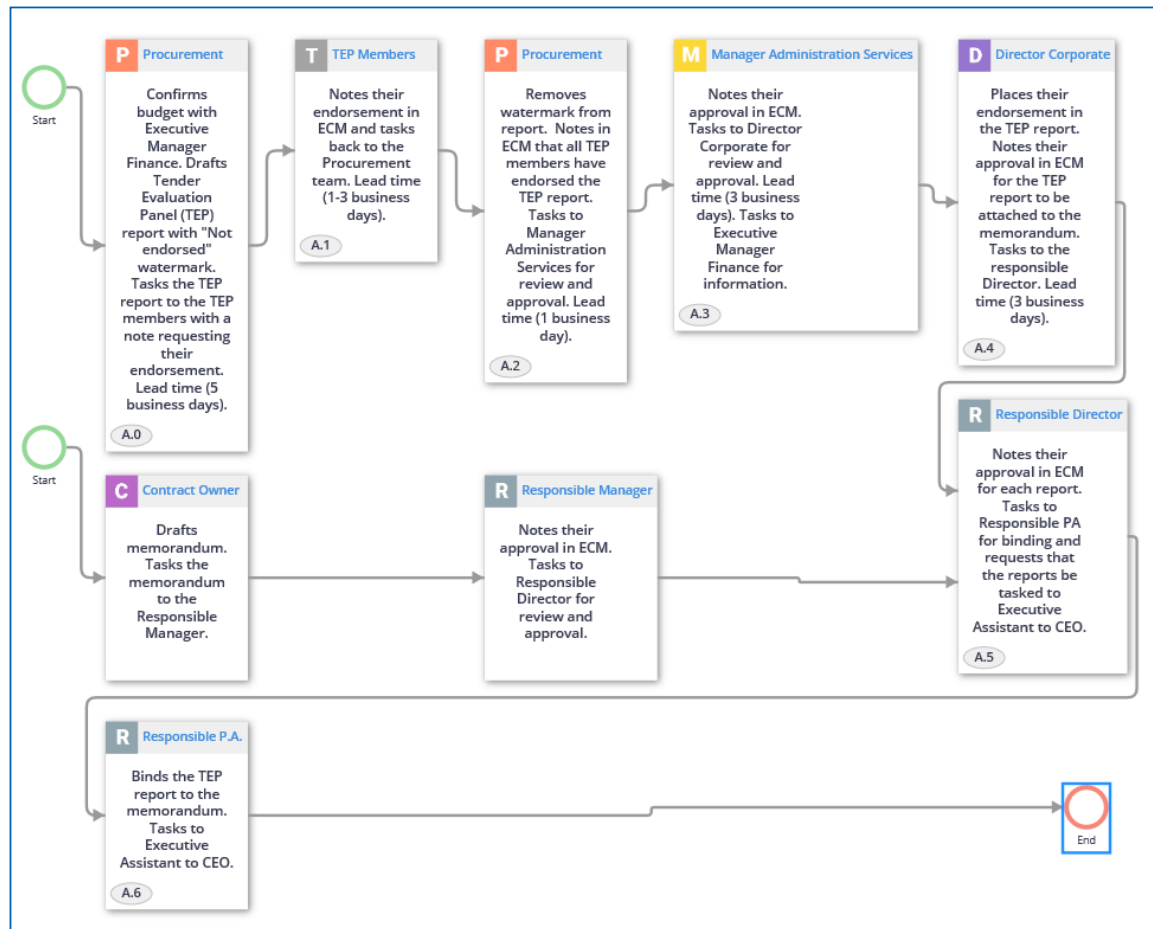 Start
P Procurement
Confirms
budget with
Executive
Manager
Finance. Drafts
Tender
Evaluation
Panel (TEP)
report with "Not
endorsed"
watermark.
Tasks the TEP
report to the TEP
members with a
note requesting
their
endorsement.
Lead time (5
business days).
A.0
T TEP Members
Notes their
endorsement in
ECM and tasks
back to the
Procurement
team. Lead time
(1-3 business
days).
A.1
P Procurement
Removes
watermark from
report. Notes in
ECM that all TEP
members have
endorsed the
TEP report.
Tasks to
Manager
Administration
Services for
review and
approval. Lead
time (1 business
day).
A.2
M Manager Administration Services
Notes their
approval in ECM.
Tasks to Director
Corporate for
review and
approval. Lead
time (3 business
days). Tasks to
Executive
Manager
Finance for
information.
A.3
D Director Corporate
Places their
endorsement in
the TEP report.
Notes their
approval in ECM
for the TEP
report to be
attached to the
memorandum.
Tasks to the
responsible
Director. Lead
time (3 business
days).
A.4
Start
C Contract Owner
Drafts
memorandum.
Tasks the
memorandum
to the
Responsible
Manager.
R Responsible Manager
Notes their
approval in ECM.
Tasks to
Responsible
Director for
review and
approval.
R Responsible Director
Notes their
approval in ECM
for each report.
Tasks to
Responsible PA
for binding and
requests that
the reports be
tasked to
Executive
Assistant to CEO.
A.5
R Responsible P.A.
Binds the TEP
report to the
memorandum.
Tasks to
Executive
Assistant to CEO.
A.6
End